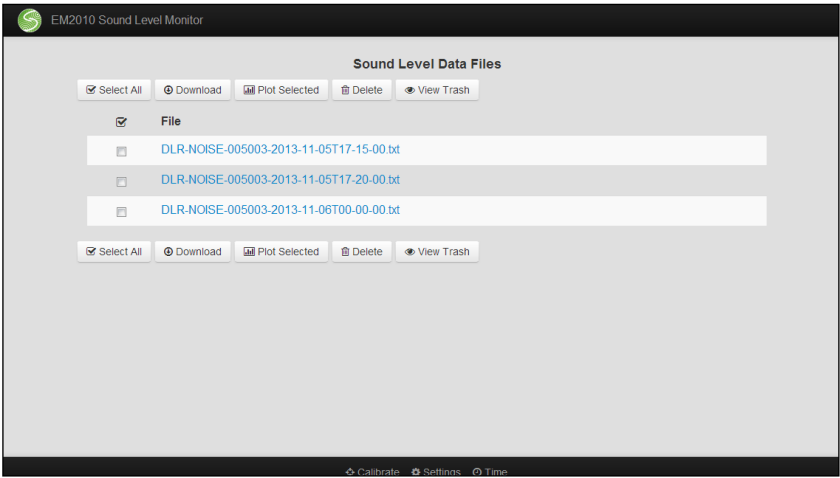 EM2010 Sound Level Monitor
Sound Level Data Files
Select All Download Plot Selected Delete View Trash
File
DLR-NOISE-005003-2013-11-05T17-15-00.txt
DLR-NOISE-005003-2013-11-05T17-20-00.txt
DLR-NOISE-005003-2013-11-06T00-00-00.txt
Select All Download Plot Selected Delete View Trash
Calibrate Settings Time